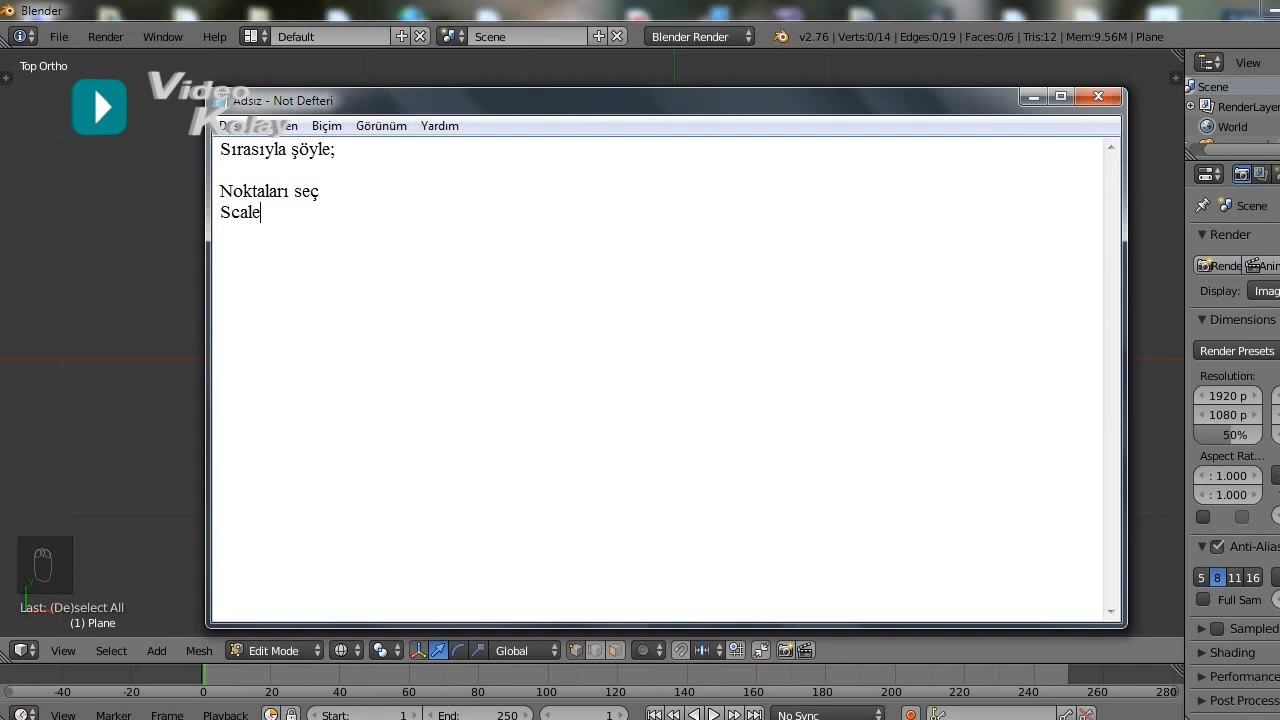 Blender
File Render Window Help Default Scene Blender Render v2.76 | Verts:0/14 | Edges:0/19 | Faces:0/6 | Tris:12 | Mem:9.56M | Plane
Top Ortho
View
Video
Kolay
Adsız - Not Defteri
Biçim Görünüm Yardım
Sırasıyla şöyle;
Noktaları seç
Scale
Scene
RenderLayer
World
Scene
Render
Rende Anin
Display: Imag
Dimensions
Render Presets
Resolution:
1920 p
1080 p
50%
Aspect Rat...
: 1.000
: 1.000
Anti-Alias
5 8 11 16
Full Sam
Sampled
Shading
Performance
Post Process
Last: (De)select All
(1) Plane
View Select Add Mesh Edit Mode Global
-40 -20 0 20 40 60 80 100 120 140 160 180 200 220 240 260 280
View Marker Frame Playback Start: 1 End: 250 1 No Sync